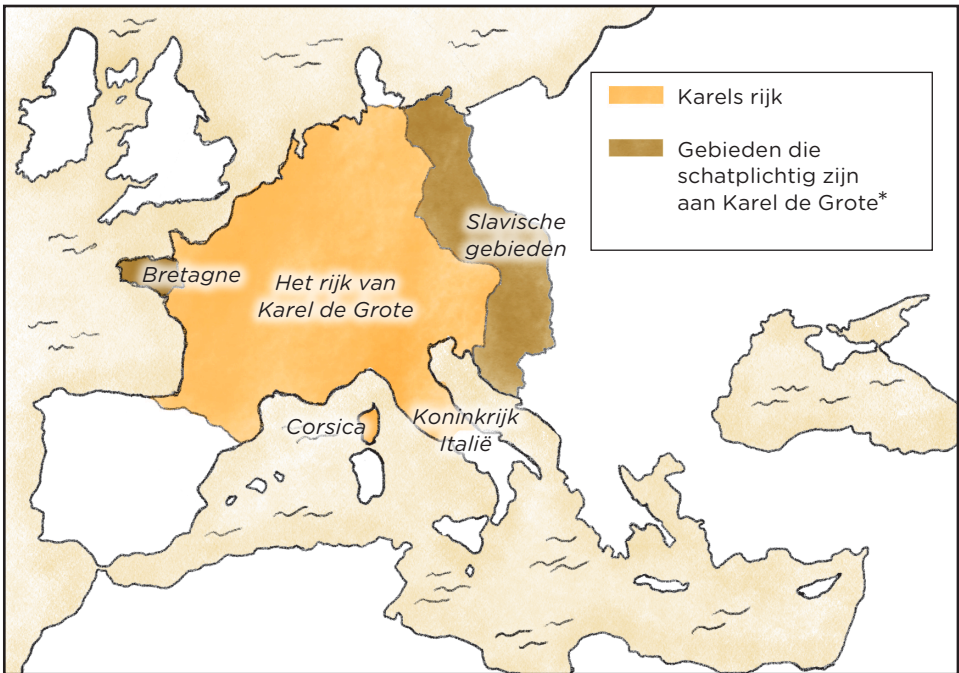 Karels rijk
Gebieden die
schatplichtig zijn
aan Karel de Grote*
Slavische
gebieden
Bretagne
Het rijk van
Karel de Grote
Corsica
Koninkrijk
Italië